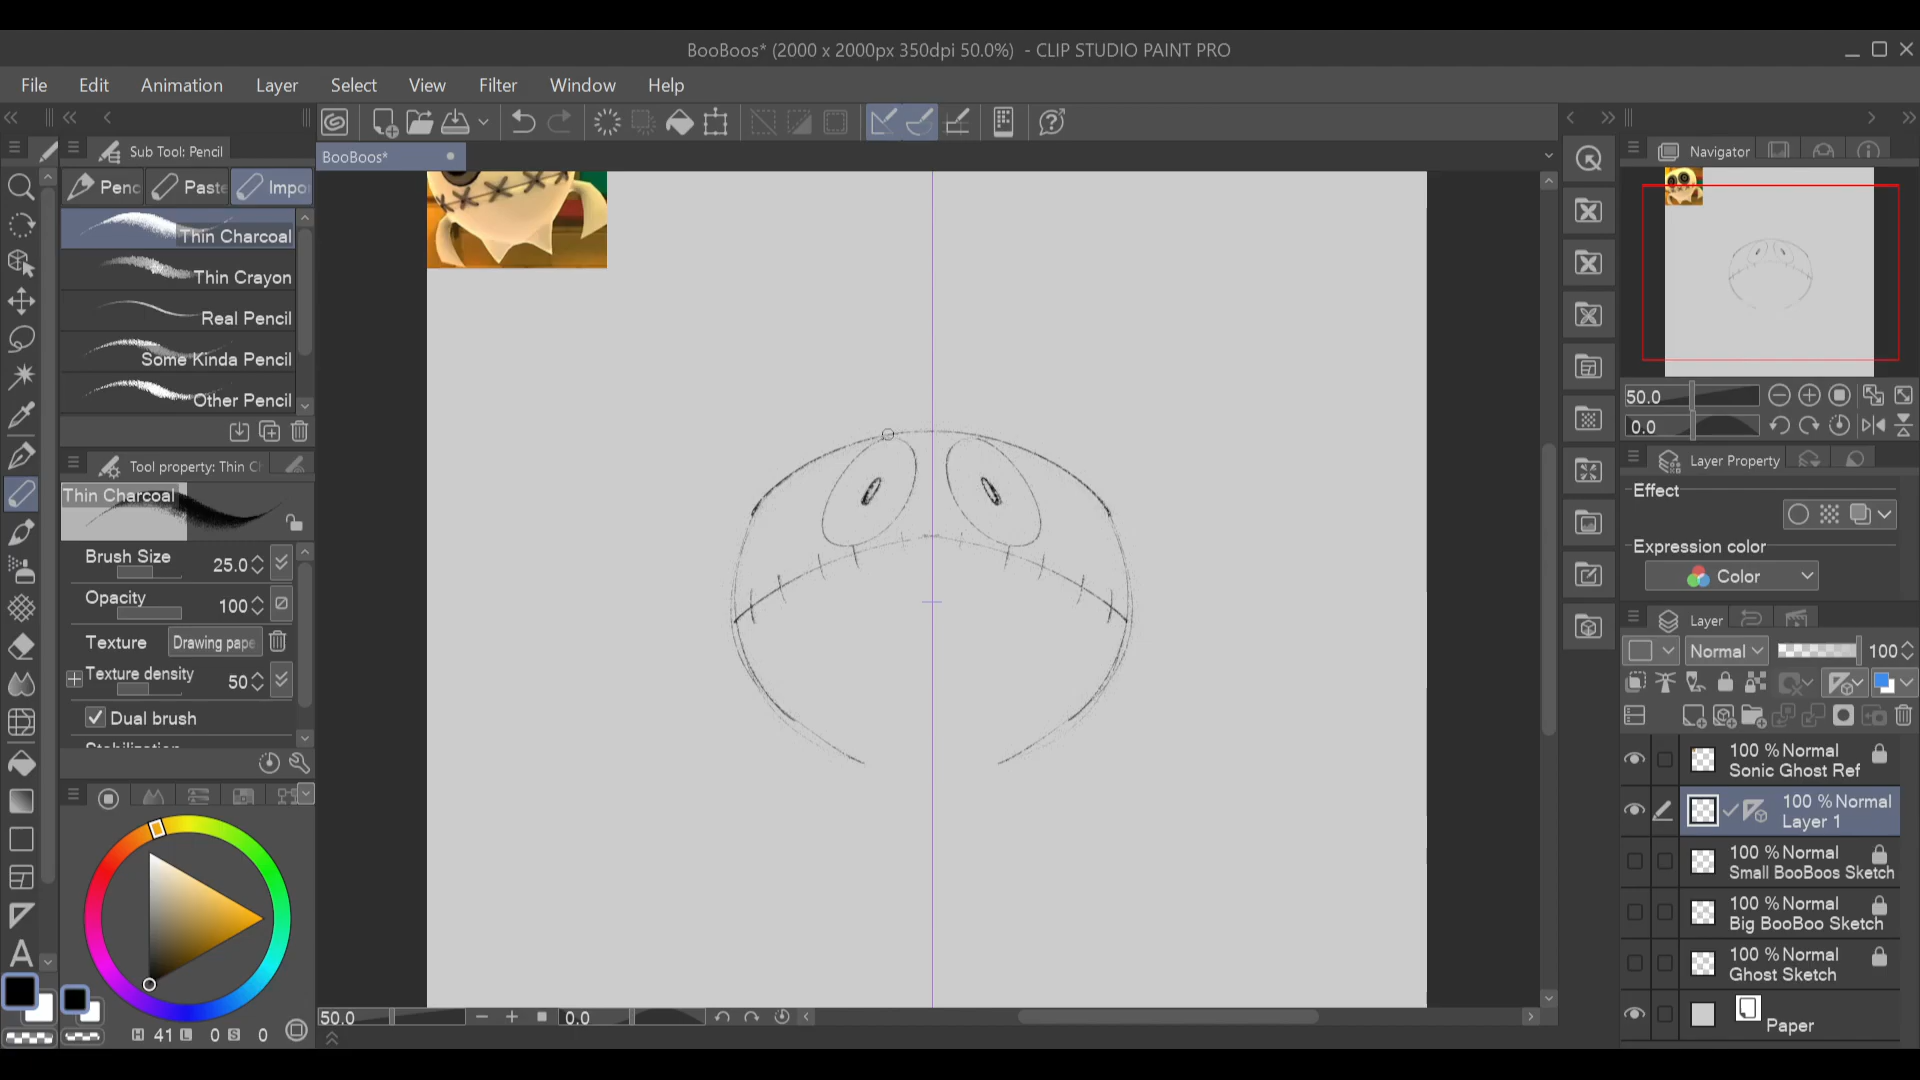 BooBoos* (2000 x 2000px 350dpi 50.0%) - CLIP STUDIO PAINT PRO
File Edit Animation Layer Select View Filter Window Help
Sub Tool: Pencil
BooBoos*
Navigator
Penc Paste Impo
Thin Charcoal
Thin Crayon
Real Pencil
Some Kinda Pencil
Other Pencil
50.0
0.0
Tool property: Thin C
Layer Property
Thin Charcoal
Effect
Expression color
Color
Brush Size 25.0
Opacity 100
Texture Drawing pape
Texture density 50
Dual brush
Stabilization
Layer
Normal 100
100 % Normal
Sonic Ghost Ref
100 % Normal
Layer 1
100 % Normal
Small BooBoos Sketch
100 % Normal
Big BooBoo Sketch
100 % Normal
Ghost Sketch
Paper
H 41 L 0 S 0
50.0 0.0